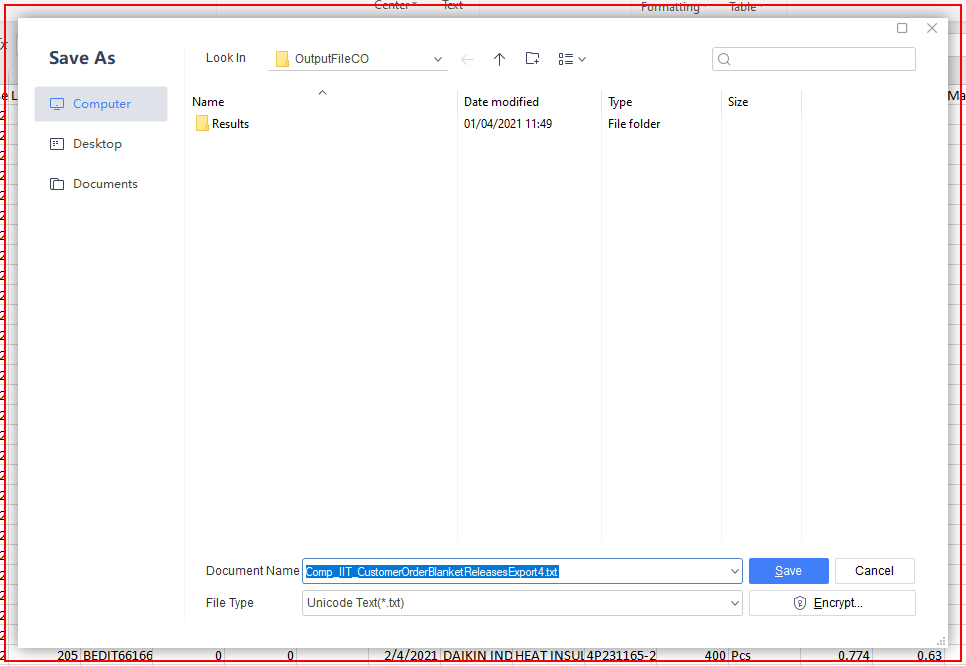 Center Text Formatting Table
Save As
Look In OutputFileCO
Computer
Desktop
Documents
Name Date modified Type Size
Results 01/04/2021 11:49 File folder
Document Name Comp_IIT_CustomerOrderBlanketReleasesExport4.txt Save Cancel
File Type Unicode Text(*.txt) Encrypt...
205 BEDIT66166 0 0 2/4/2021 DAIKIN IND HEAT INSUL 4P231165-2 400 Pcs 0.774 0.63